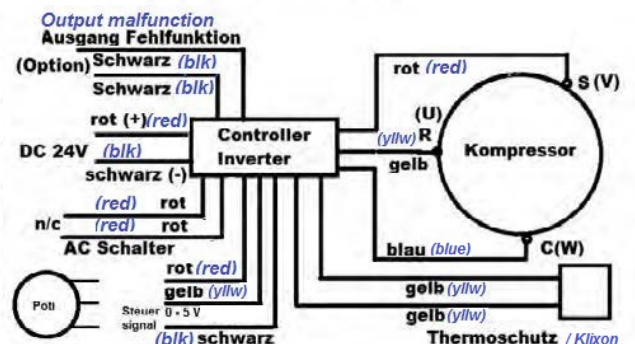 Output malfunction
Ausgang Fehlfunktion
(Option) Schwarz (blk)
Schwarz (blk)
rot (+) (red)
DC 24V (blk)
schwarz (-)
(red) rot
n/c (red) rot
AC Schalter
Poti
rot (red)
gelb (yllw)
Steuer 0 - 5 V
signal
(blk) schwarz
Controller
Inverter
rot (red)
S (V)
(U)
(yllw) R
gelb
Kompressor
blau (blue)
C(W)
gelb (yllw)
gelb (yllw)
Thermoschutz / Klixon